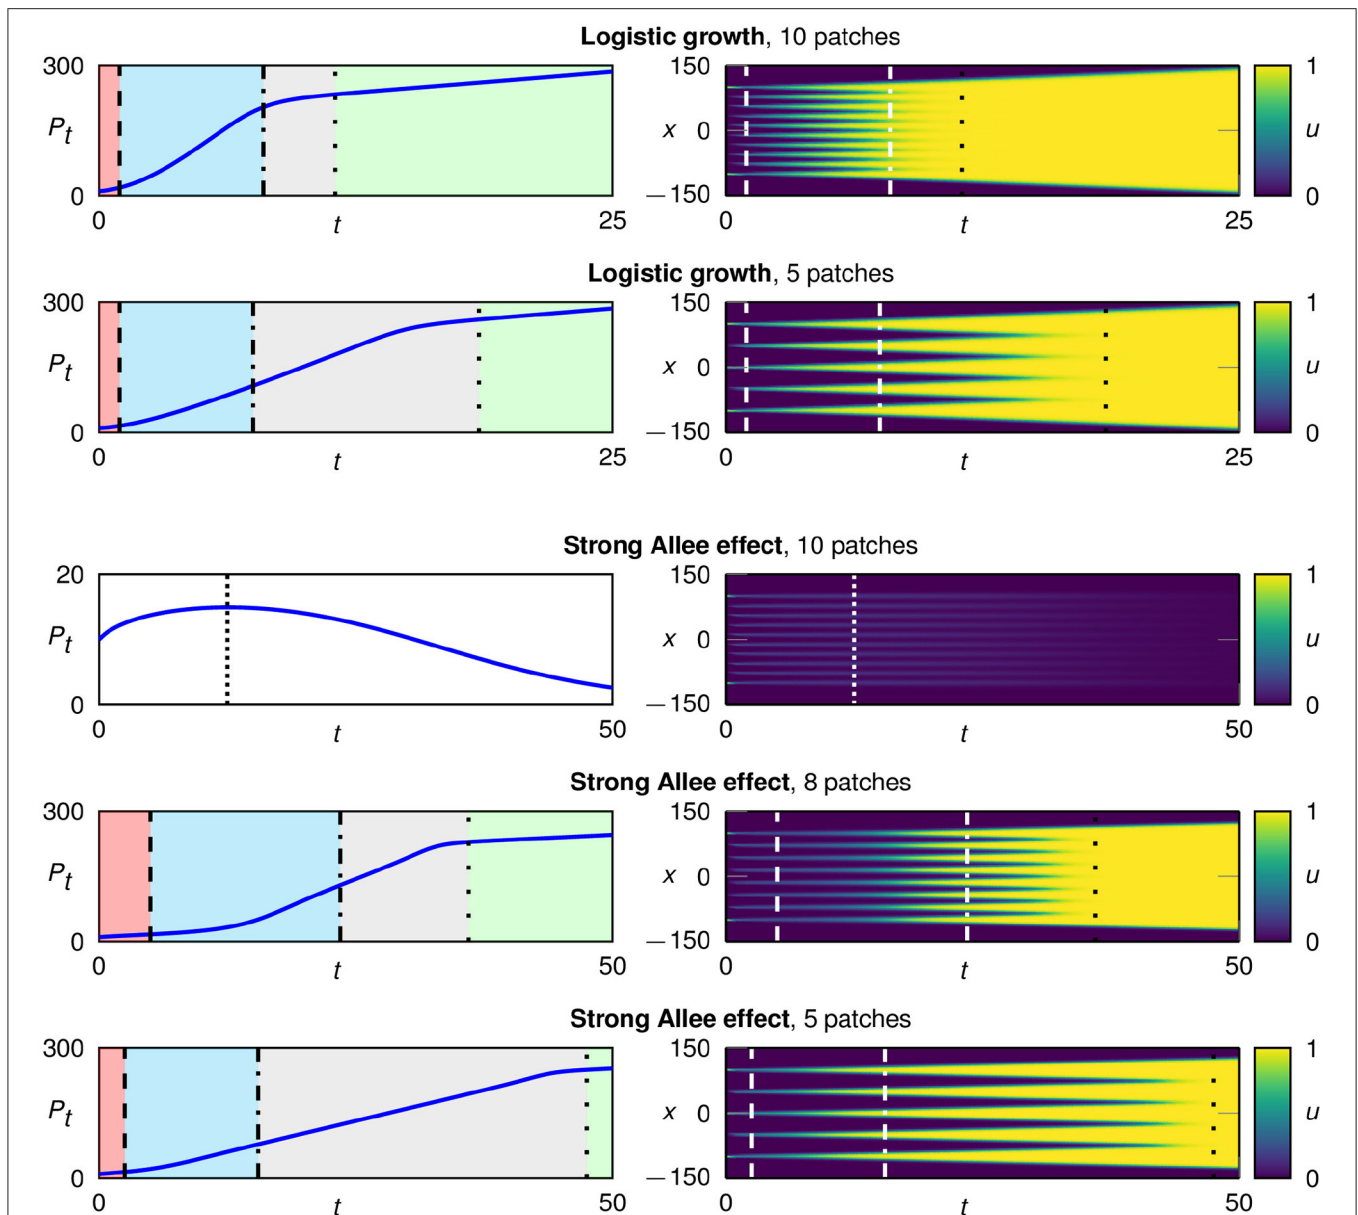 Logistic growth, 10 patches
300
P_t
0
0
t
25
150
x 0
−150
0
t
25
1
u
0
Logistic growth, 5 patches
300
P_t
0
0
t
25
150
x 0
−150
0
t
25
1
u
0
Strong Allee effect, 10 patches
20
P_t
0
0
t
50
150
x 0
−150
0
t
50
1
u
0
Strong Allee effect, 8 patches
300
P_t
0
0
t
50
150
x 0
−150
0
t
50
1
u
0
Strong Allee effect, 5 patches
300
P_t
0
0
t
50
150
x 0
−150
0
t
50
1
u
0